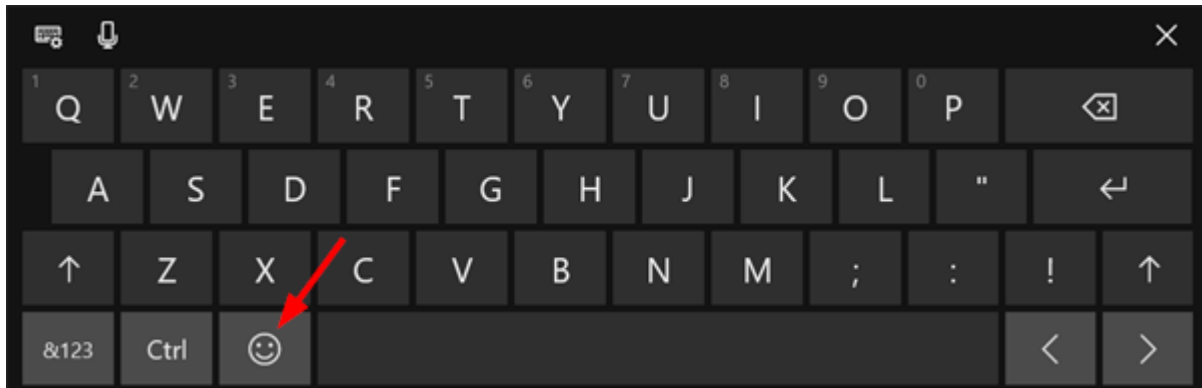 1 Q 2 W 3 E 4 R 5 T 6 Y 7 U 8 I 9 O 0 P
A S D F G H J K L "
Z X C V B N M ; : !
&123 Ctrl